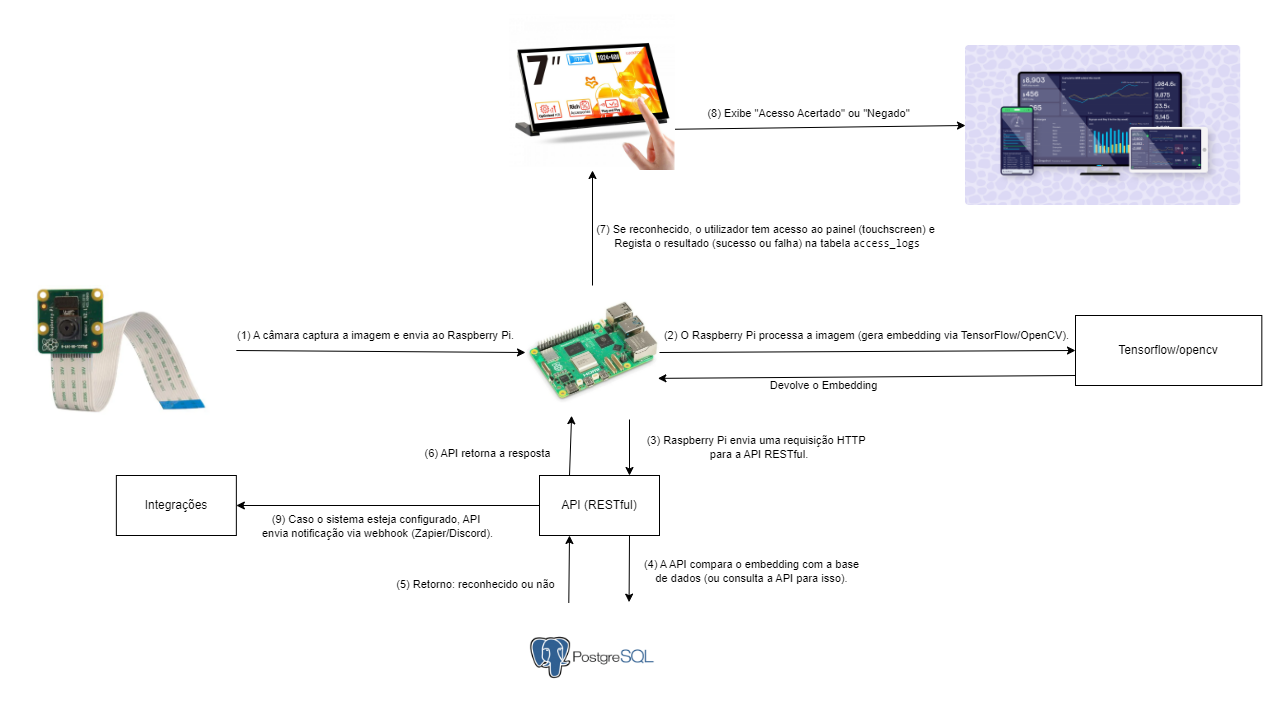 7"
1024×600
(8) Exibe "Acesso Acertado" ou "Negado"
(7) Se reconhecido, o utilizador tem acesso ao painel (touchscreen) e
Regista o resultado (sucesso ou falha) na tabela access_logs
(1) A câmara captura a imagem e envia ao Raspberry Pi.
(2) O Raspberry Pi processa a imagem (gera embedding via TensorFlow/OpenCV).
Tensorflow/opencv
Devolve o Embedding
(6) API retorna a resposta
(3) Raspberry Pi envia uma requisição HTTP
para a API RESTful.
Integrações
API (RESTful)
(9) Caso o sistema esteja configurado, API
envia notificação via webhook (Zapier/Discord).
(5) Retorno: reconhecido ou não
(4) A API compara o embedding com a base
de dados (ou consulta a API para isso).
PostgreSQL